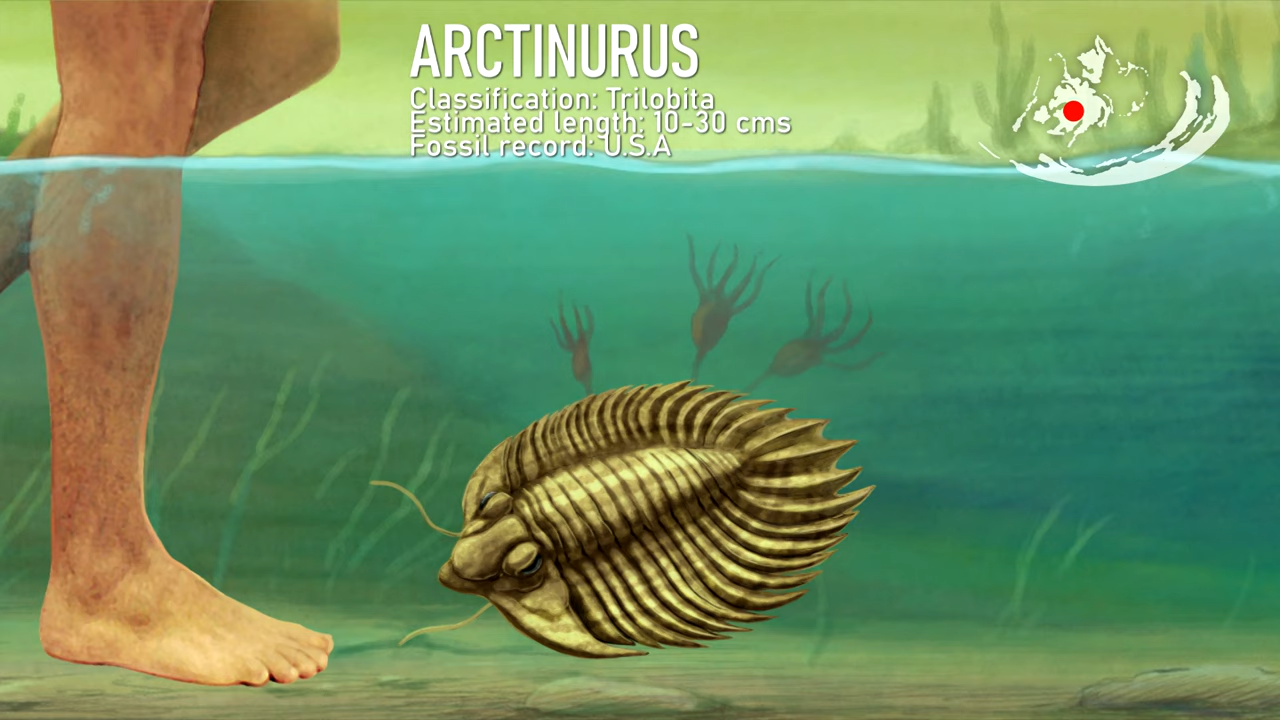 ARCTINURUS
Classification: Trilobita
Estimated length: 10-30 cms
Fossil record: U.S.A